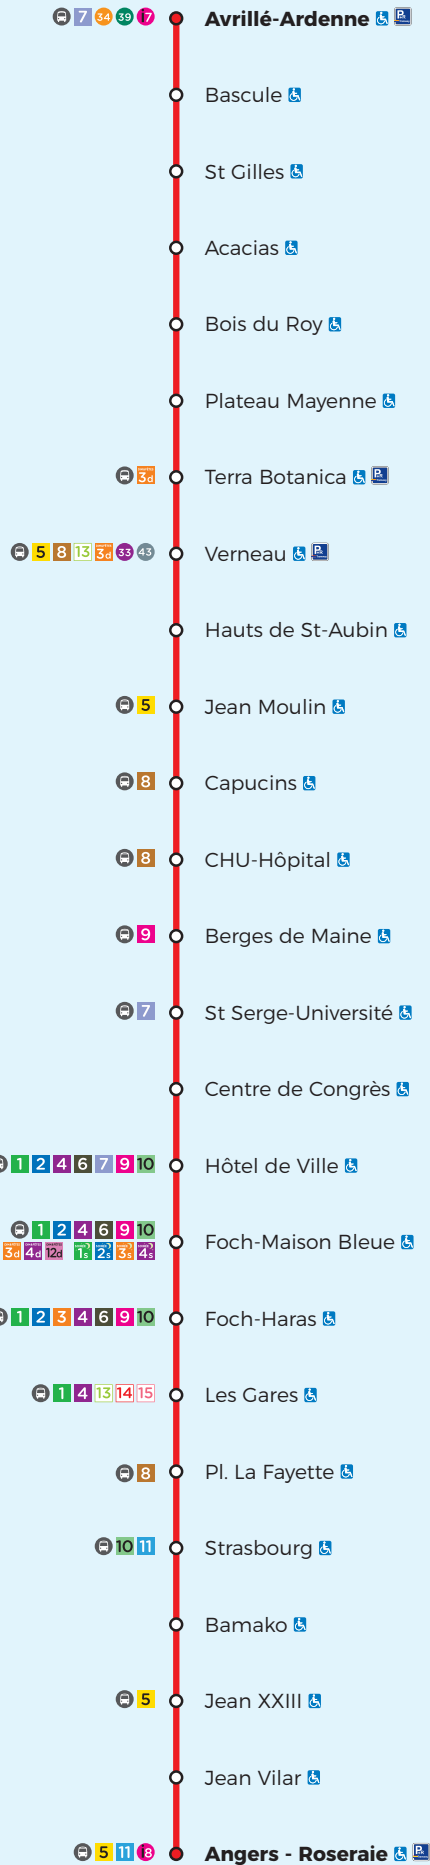 7 34 39 i7 Avrillé-Ardenne P+R
Bascule
St Gilles
Acacias
Bois du Roy
Plateau Mayenne
3d Terra Botanica P+R
5 8 13 3d 33 43 Verneau P+R
Hauts de St-Aubin
5 Jean Moulin
8 Capucins
8 CHU-Hôpital
9 Berges de Maine
7 St Serge-Université
Centre de Congrès
1 2 4 6 7 9 10 Hôtel de Ville
1 2 4 6 9 10
3d 4d 12d 1s 2s 3s 4s Foch-Maison Bleue
1 2 3 4 6 9 10 Foch-Haras
1 4 13 14 15 Les Gares
8 Pl. La Fayette
10 11 Strasbourg
Bamako
5 Jean XXIII
Jean Vilar
5 11 i8 Angers - Roseraie P+R